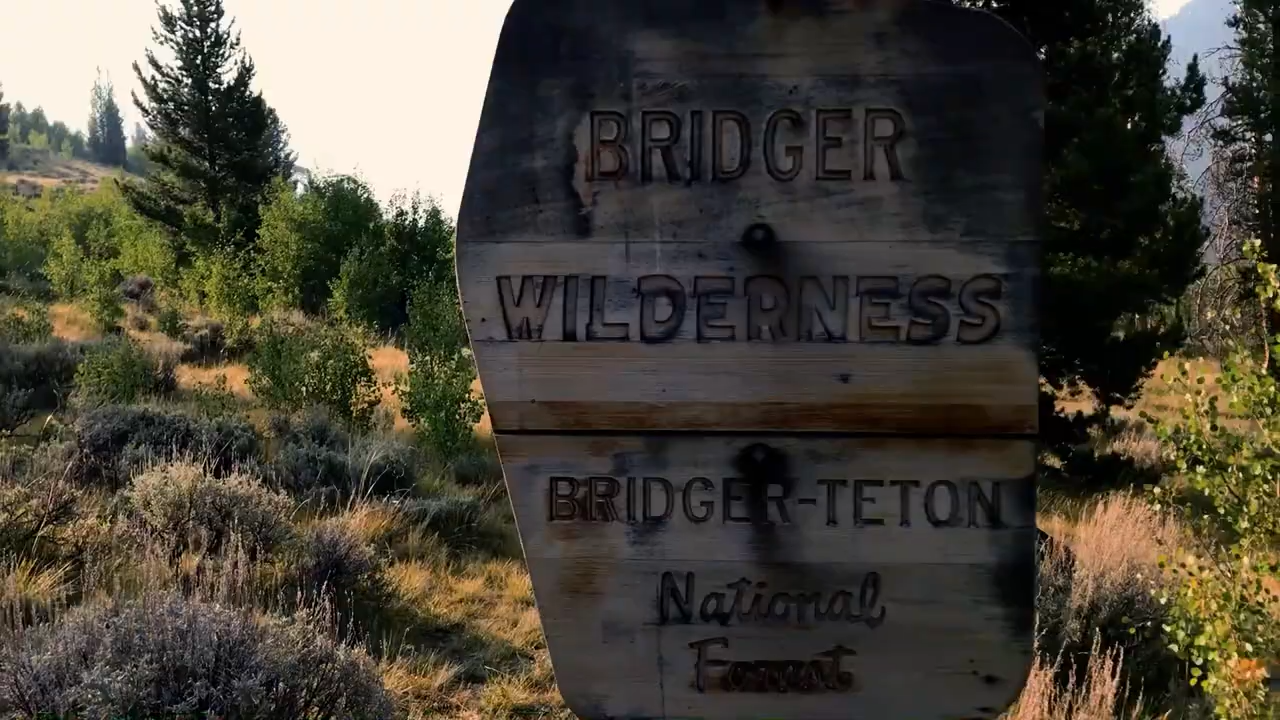 BRIDGER
WILDERNESS
BRIDGER-TETON
National
Forest